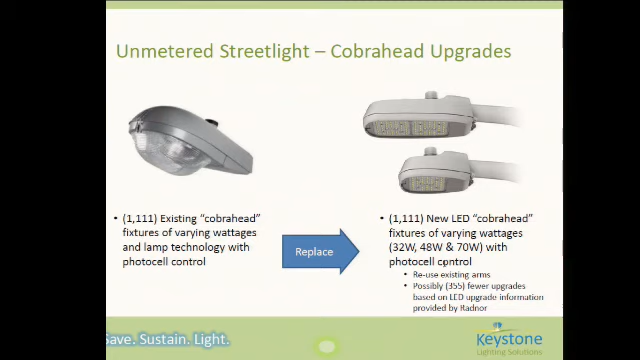 Unmetered Streetlight – Cobrahead Upgrades
• (1,111) Existing “cobrahead”
fixtures of varying wattages
and lamp technology with
photocell control
Replace
• (1,111) New LED “cobrahead”
fixtures of varying wattages
(32W, 48W & 70W) with
photocell control
• Re-use existing arms
• Possibly (355) fewer upgrades
based on LED upgrade information
provided by Radnor
Save. Sustain. Light.
Keystone
Lighting Solutions